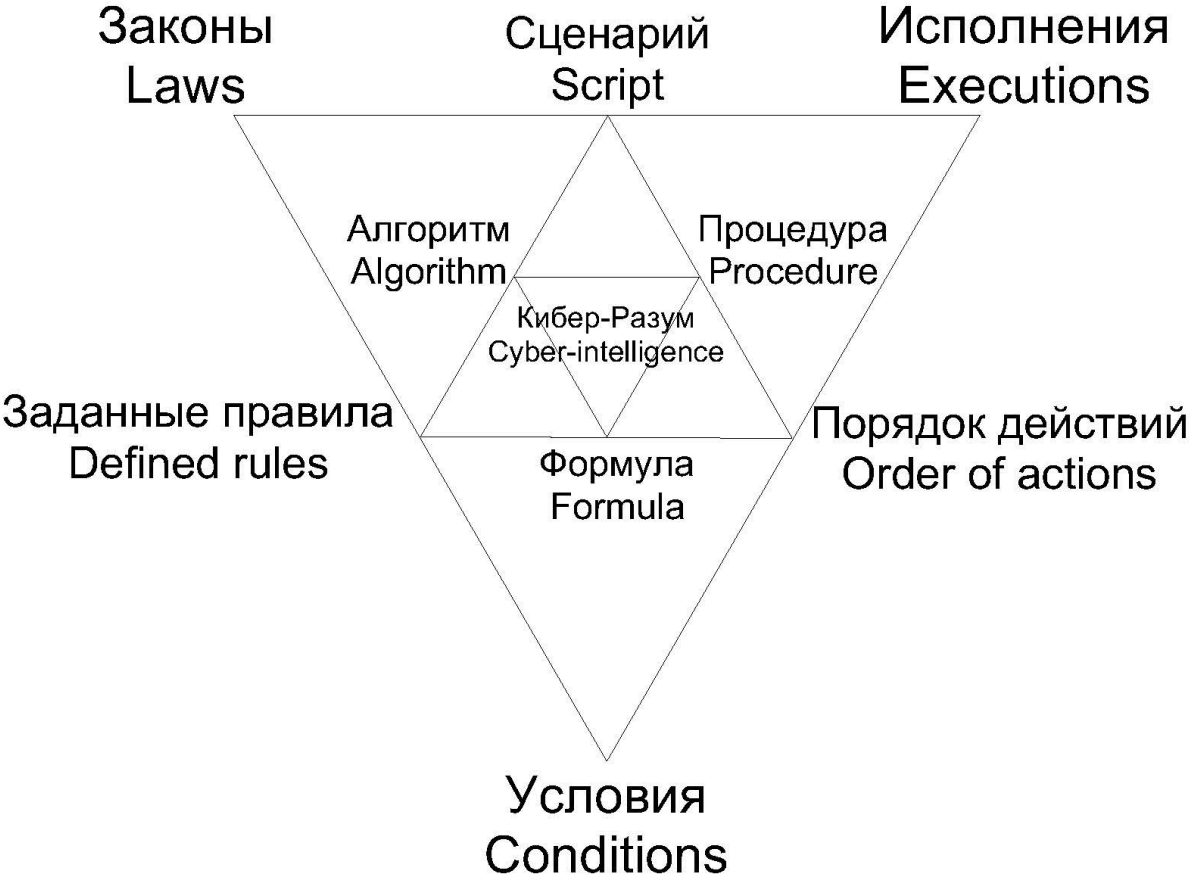 Законы
Laws
Сценарий
Script
Исполнения
Executions
Алгоритм
Algorithm
Процедура
Procedure
Кибер-Разум
Cyber-intelligence
Заданные правила
Defined rules
Формула
Formula
Порядок действий
Order of actions
Условия
Conditions